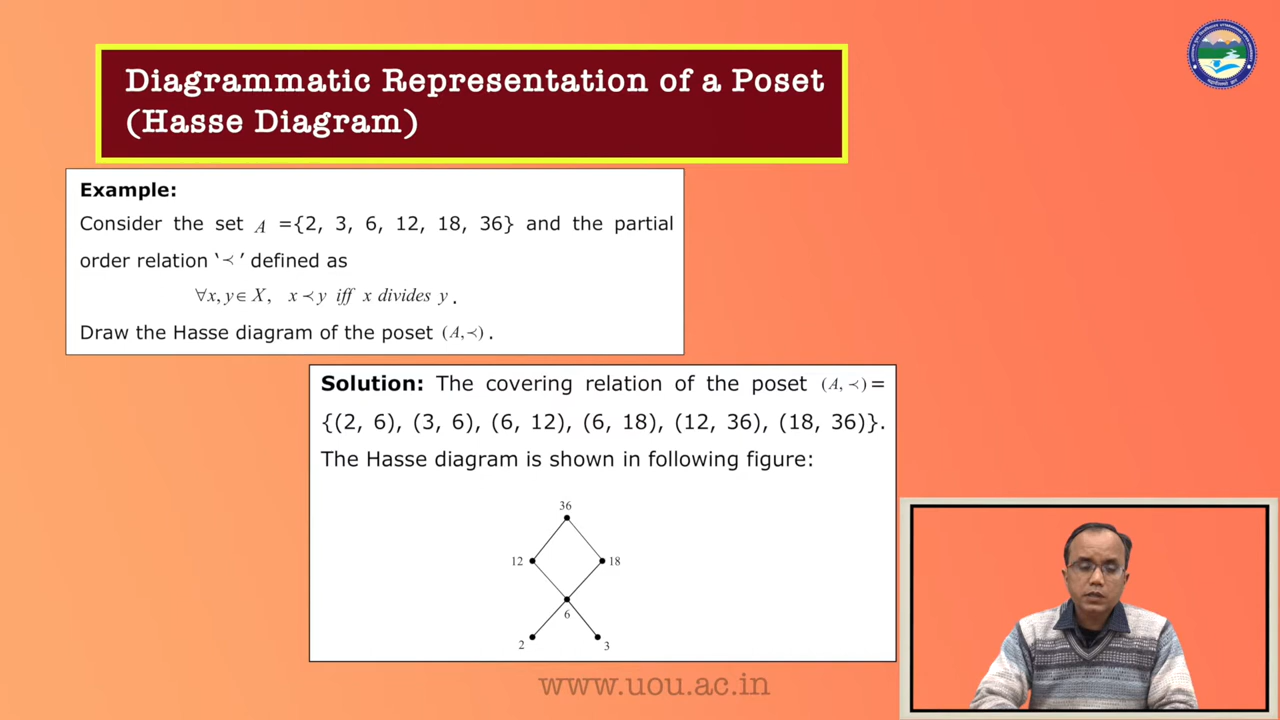 Diagrammatic Representation of a Poset
(Hasse Diagram)
Example:
Consider the set A ={2, 3, 6, 12, 18, 36} and the partial
order relation ‘≺’ defined as
∀x, y ∈ X, x ≺ y iff x divides y .
Draw the Hasse diagram of the poset (A,≺) .
Solution: The covering relation of the poset (A,≺)=
{(2, 6), (3, 6), (6, 12), (6, 18), (12, 36), (18, 36)}.
The Hasse diagram is shown in following figure:
36
12 18
6
2 3
www.uou.ac.in